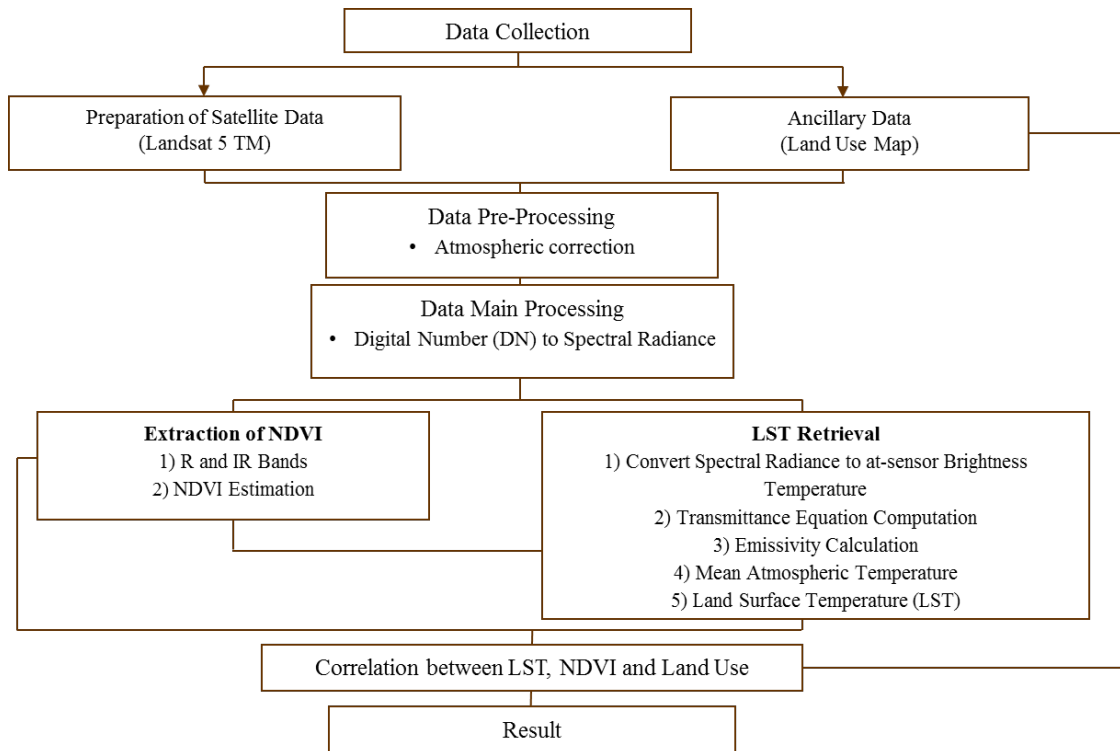 Data Collection
Preparation of Satellite Data
(Landsat 5 TM)
Ancillary Data
(Land Use Map)
Data Pre-Processing
• Atmospheric correction
Data Main Processing
• Digital Number (DN) to Spectral Radiance
Extraction of NDVI
1) R and IR Bands
2) NDVI Estimation
LST Retrieval
1) Convert Spectral Radiance to at-sensor Brightness
Temperature
2) Transmittance Equation Computation
3) Emissivity Calculation
4) Mean Atmospheric Temperature
5) Land Surface Temperature (LST)
Correlation between LST, NDVI and Land Use
Result